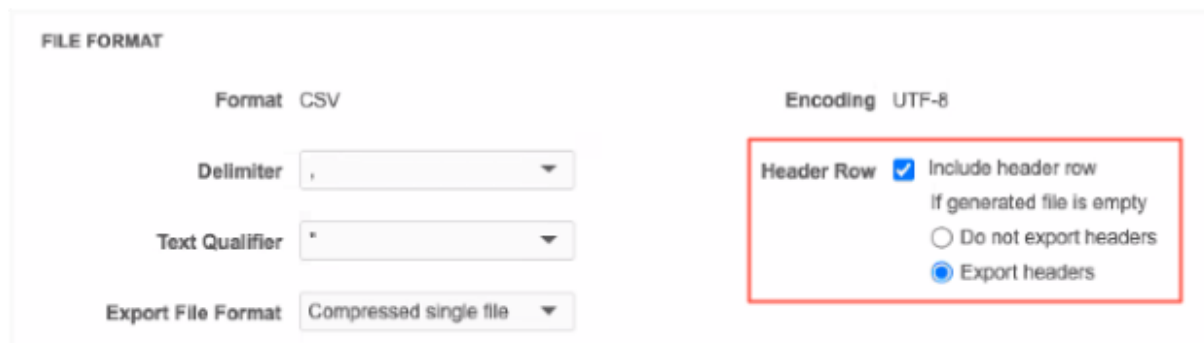 FILE FORMAT
Format CSV
Encoding UTF-8
Delimiter ,
Header Row Include header row
If generated file is empty
Text Qualifier "
Do not export headers
Export headers
Export File Format Compressed single file